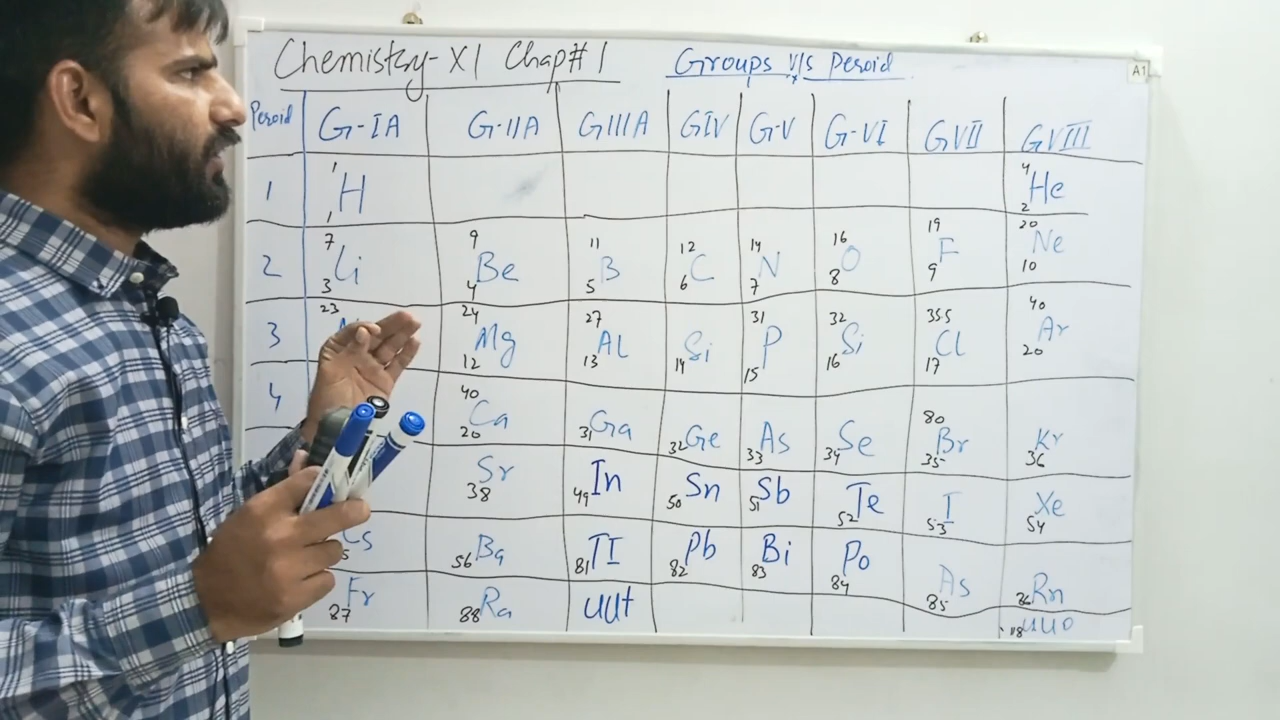 Chemistry-XI Chap#1 Groups v/s Peroid
A1
Peroid G-IA G-IIA GIIIA GIV G-V G-VI GVII GVIII
1 1 H 1 4 He 2
2 7 Li 3 9 Be 4 11 B 5 12 C 6 14 N 7 16 O 8 19 F 9 20 Ne 10
3 23 24 Mg 12 27 AL 13 Si 14 31 P 15 32 Si 16 355 Cl 17 40 Ar 20
4 40 Ca 20 31 Ga 32 Ge 33 As 34 Se 80 Br 35 Kr 36
Sr 38 49 In 50 Sn 51 Sb 52 Te 53 I Xe 54
Cs 56 Ba 81 TI 82 Pb 83 Bi 84 Po 85 As 86 Rn
87 Fr 88 Ra uut 118 uuo